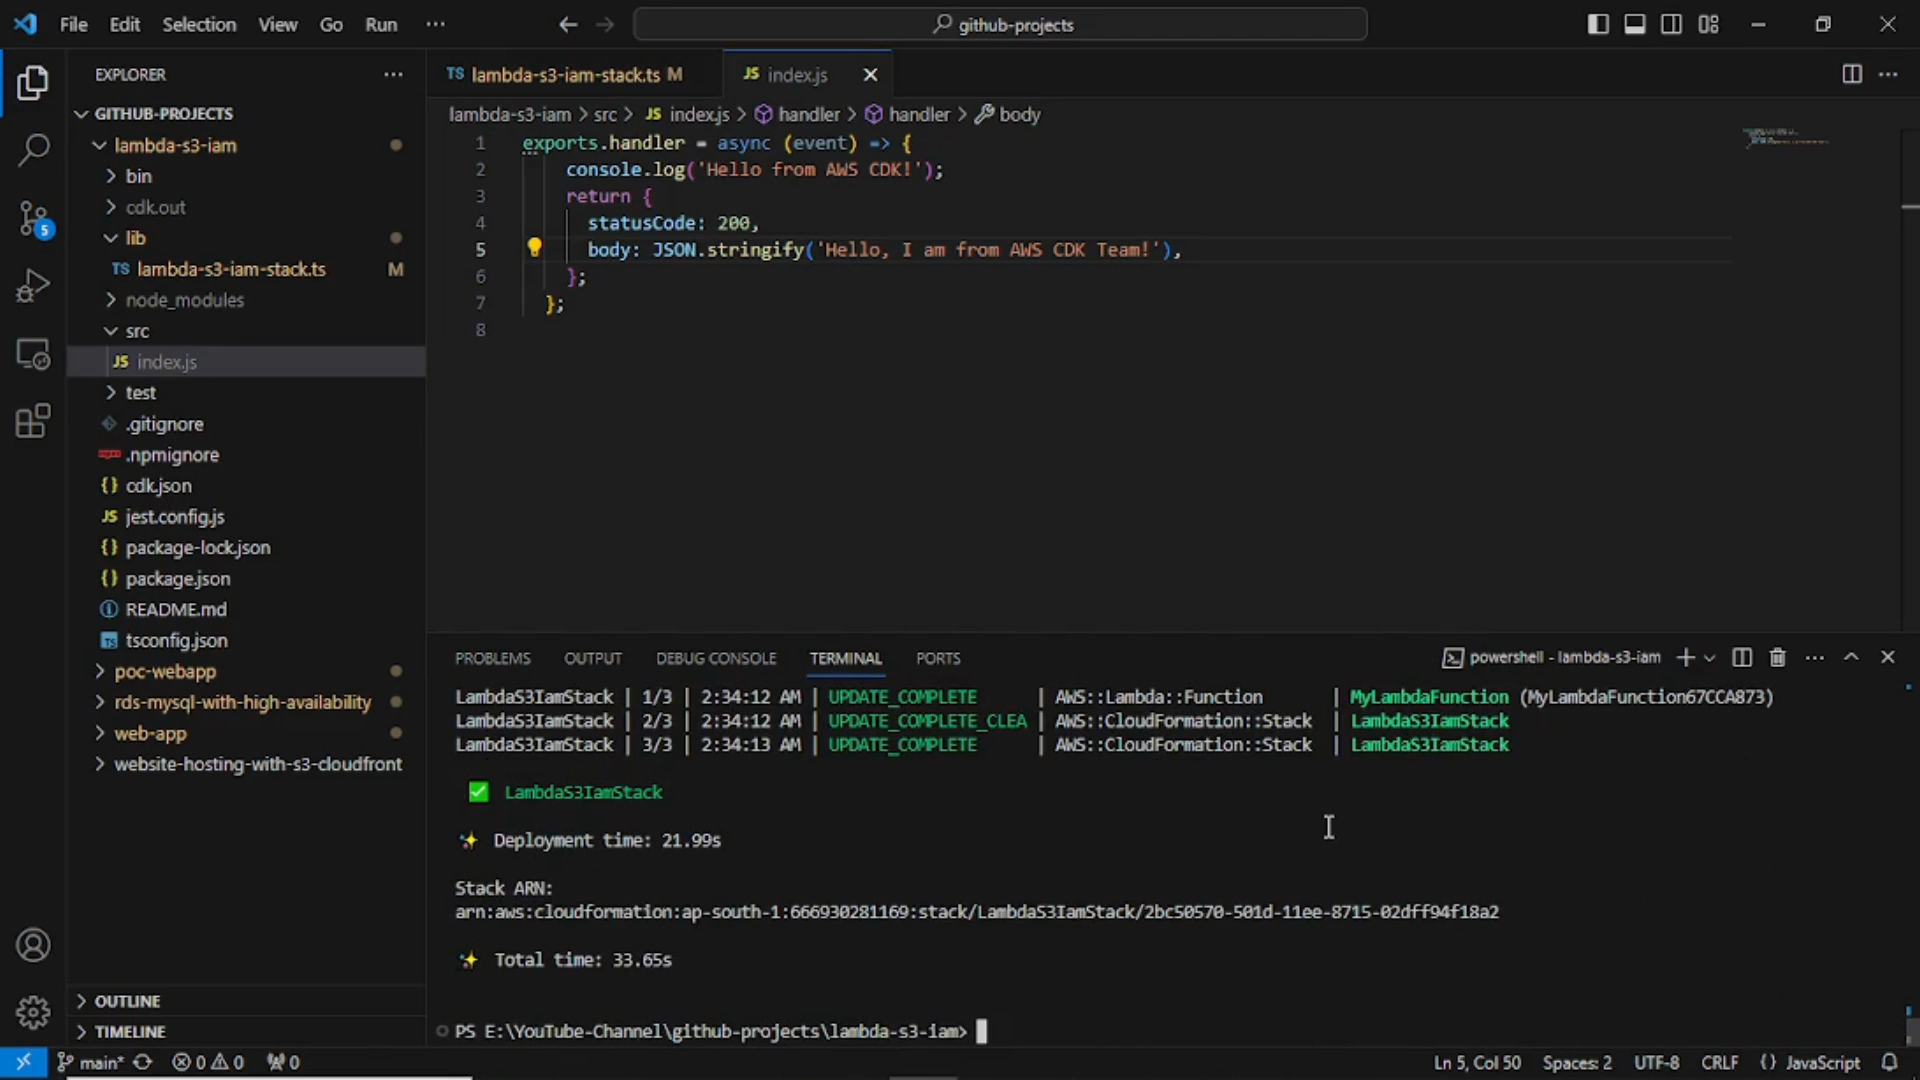 File Edit Selection View Go Run ··· github-projects
EXPLORER ···
GITHUB-PROJECTS
lambda-s3-iam
bin
cdk.out
lib
TS lambda-s3-iam-stack.ts M
node_modules
src
JS index.js
test
.gitignore
.npmignore
{} cdk.json
JS jest.config.js
{} package-lock.json
{} package.json
README.md
TS tsconfig.json
poc-webapp
rds-mysql-with-high-availability
web-app
website-hosting-with-s3-cloudfront
OUTLINE
TIMELINE
5
TS lambda-s3-iam-stack.ts M JS index.js
lambda-s3-iam > src > JS index.js > handler > handler > body
1 exports.handler = async (event) => {
2 console.log('Hello from AWS CDK!');
3 return {
4 statusCode: 200,
5 body: JSON.stringify('Hello, I am from AWS CDK Team!'),
6 };
7 };
8
PROBLEMS OUTPUT DEBUG CONSOLE TERMINAL PORTS powershell - lambda-s3-iam
LambdaS3IamStack | 1/3 | 2:34:12 AM | UPDATE_COMPLETE | AWS::Lambda::Function | MyLambdaFunction (MyLambdaFunction67CCA873)
LambdaS3IamStack | 2/3 | 2:34:12 AM | UPDATE_COMPLETE_CLEA | AWS::CloudFormation::Stack | LambdaS3IamStack
LambdaS3IamStack | 3/3 | 2:34:13 AM | UPDATE_COMPLETE | AWS::CloudFormation::Stack | LambdaS3IamStack
✅ LambdaS3IamStack
✨ Deployment time: 21.99s
Stack ARN:
arn:aws:cloudformation:ap-south-1:666930281169:stack/LambdaS3IamStack/2bc50570-501d-11ee-8715-02dff94f18a2
✨ Total time: 33.65s
PS E:\YouTube-Channel\github-projects\lambda-s3-iam>
main* 0 0 0 Ln 5, Col 50 Spaces: 2 UTF-8 CRLF {} JavaScript